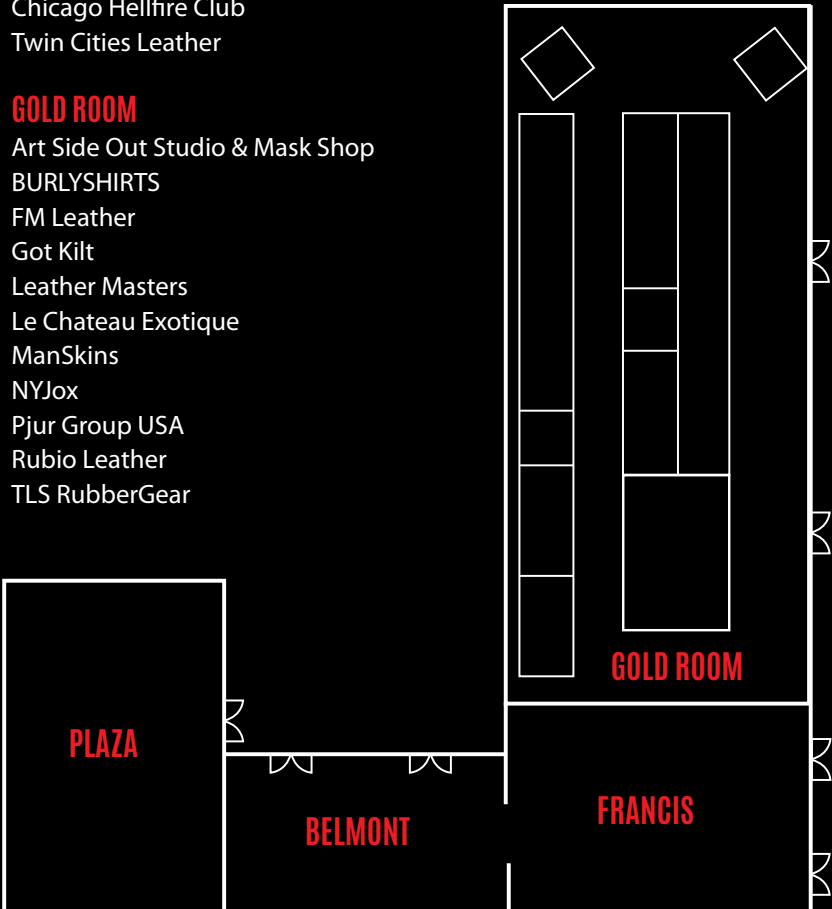 Chicago Hellfire Club
Twin Cities Leather
GOLD ROOM
Art Side Out Studio & Mask Shop
BURLYSHIRTS
FM Leather
Got Kilt
Leather Masters
Le Chateau Exotique
ManSkins
NYJox
Pjur Group USA
Rubio Leather
TLS RubberGear
GOLD ROOM
PLAZA
FRANCIS
BELMONT